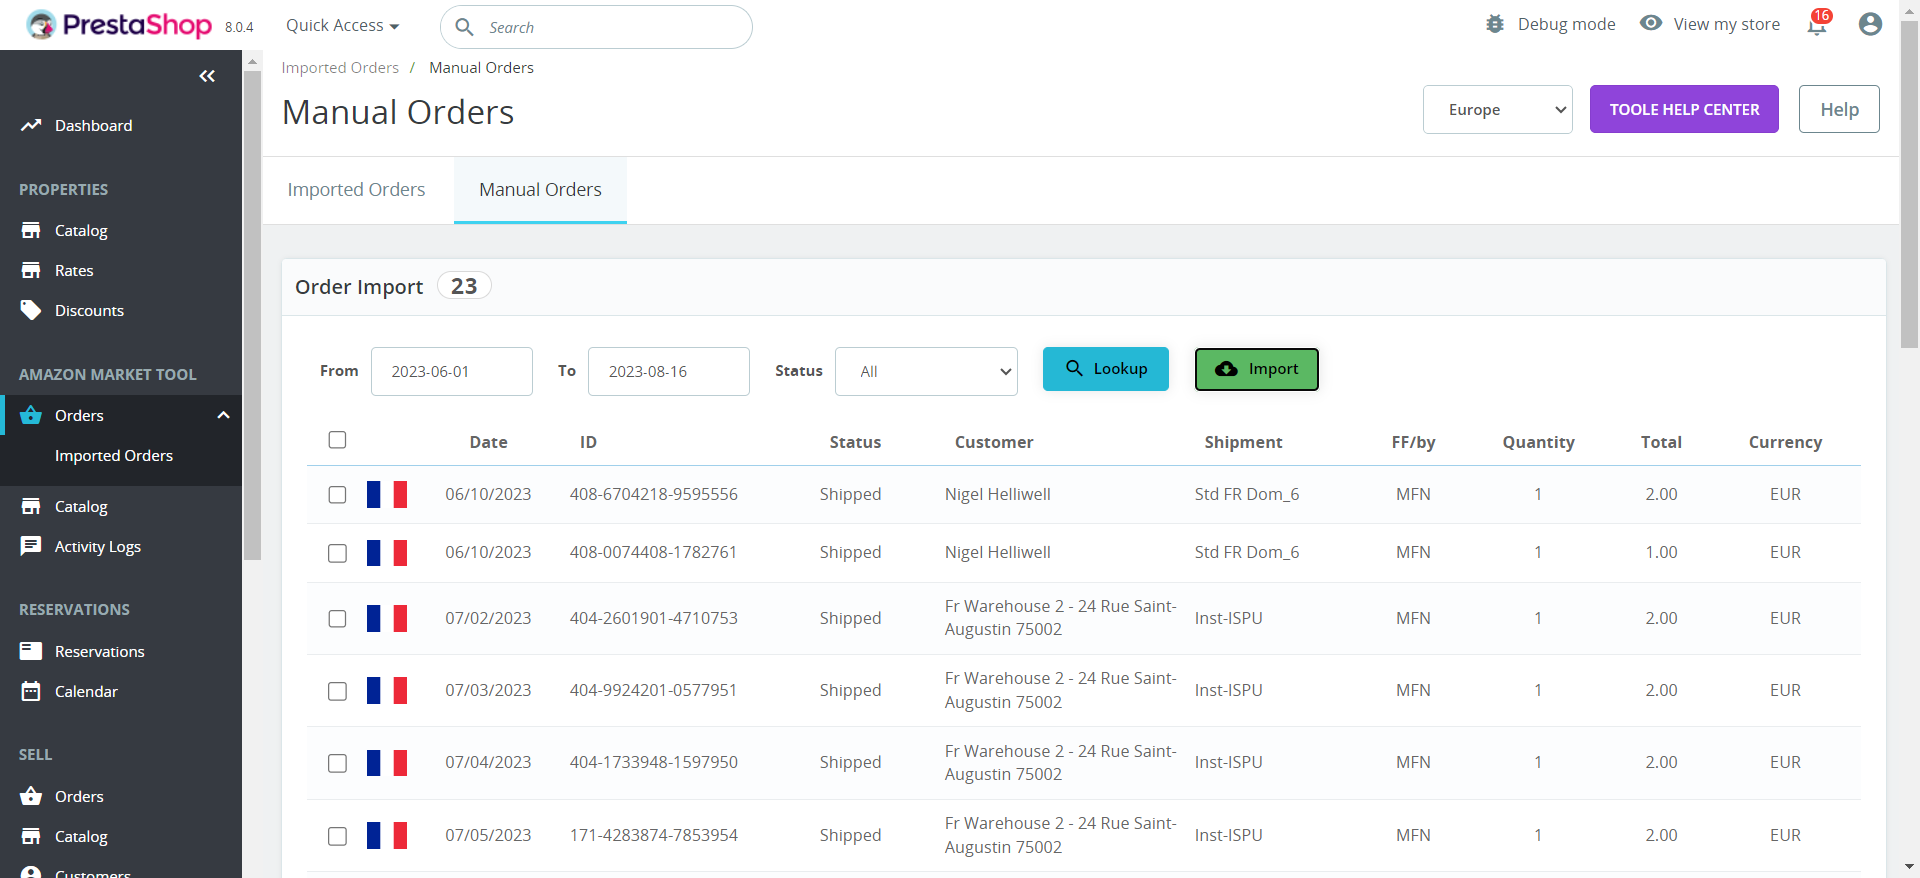 PrestaShop 8.0.4 Quick Access Search Debug mode View my store 16
Imported Orders / Manual Orders
Manual Orders
Europe TOOLE HELP CENTER Help
Imported Orders Manual Orders
Dashboard
PROPERTIES
Catalog
Rates
Discounts
AMAZON MARKET TOOL
Orders
Imported Orders
Catalog
Activity Logs
RESERVATIONS
Reservations
Calendar
SELL
Orders
Catalog
Customers
Order Import 23
From 2023-06-01 To 2023-08-16 Status All Lookup Import
Date ID Status Customer Shipment FF/by Quantity Total Currency
06/10/2023 408-6704218-9595556 Shipped Nigel Helliwell Std FR Dom_6 MFN 1 2.00 EUR
06/10/2023 408-0074408-1782761 Shipped Nigel Helliwell Std FR Dom_6 MFN 1 1.00 EUR
07/02/2023 404-2601901-4710753 Shipped Fr Warehouse 2 - 24 Rue Saint-
Augustin 75002 Inst-ISPU MFN 1 2.00 EUR
07/03/2023 404-9924201-0577951 Shipped Fr Warehouse 2 - 24 Rue Saint-
Augustin 75002 Inst-ISPU MFN 1 2.00 EUR
07/04/2023 404-1733948-1597950 Shipped Fr Warehouse 2 - 24 Rue Saint-
Augustin 75002 Inst-ISPU MFN 1 2.00 EUR
07/05/2023 171-4283874-7853954 Shipped Fr Warehouse 2 - 24 Rue Saint-
Augustin 75002 Inst-ISPU MFN 1 2.00 EUR